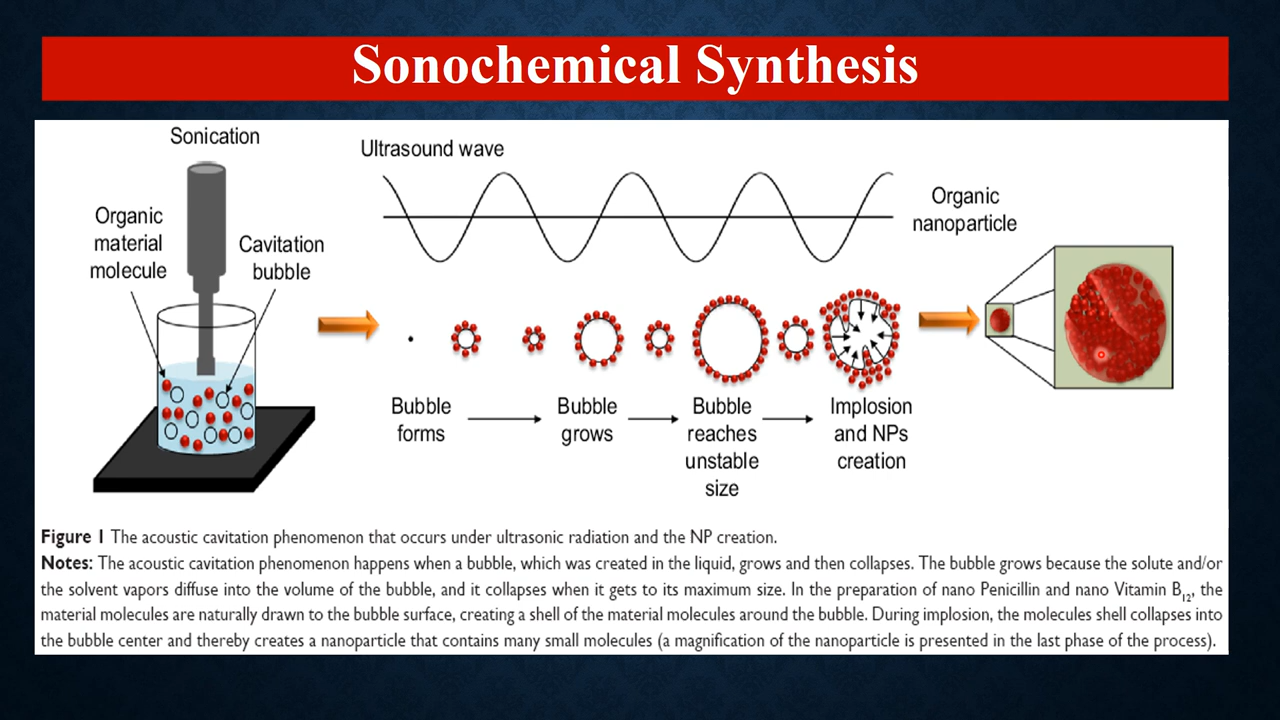 Sonochemical Synthesis
Sonication
Organic
material
molecule
Cavitation
bubble
Ultrasound wave
Organic
nanoparticle
Bubble
forms
Bubble
grows
Bubble
reaches
unstable
size
Implosion
and NPs
creation
Figure 1 The acoustic cavitation phenomenon that occurs under ultrasonic radiation and the NP creation.
Notes: The acoustic cavitation phenomenon happens when a bubble, which was created in the liquid, grows and then collapses. The bubble grows because the solute and/or
the solvent vapors diffuse into the volume of the bubble, and it collapses when it gets to its maximum size. In the preparation of nano Penicillin and nano Vitamin B12, the
material molecules are naturally drawn to the bubble surface, creating a shell of the material molecules around the bubble. During implosion, the molecules shell collapses into
the bubble center and thereby creates a nanoparticle that contains many small molecules (a magnification of the nanoparticle is presented in the last phase of the process).